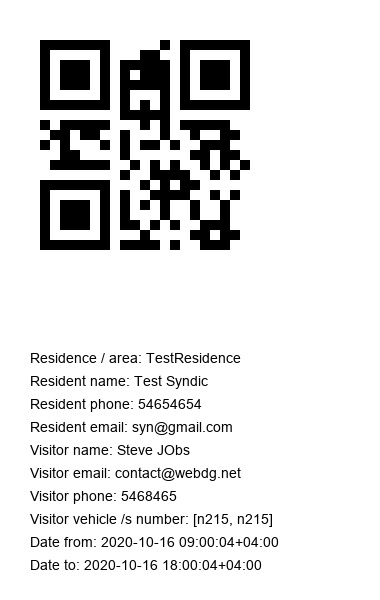 Residence / area: TestResidence
Resident name: Test Syndic
Resident phone: 54654654
Resident email: syn@gmail.com
Visitor name: Steve JObs
Visitor email: contact@webdg.net
Visitor phone: 5468465
Visitor vehicle /s number: [n215, n215]
Date from: 2020-10-16 09:00:04+04:00
Date to: 2020-10-16 18:00:04+04:00